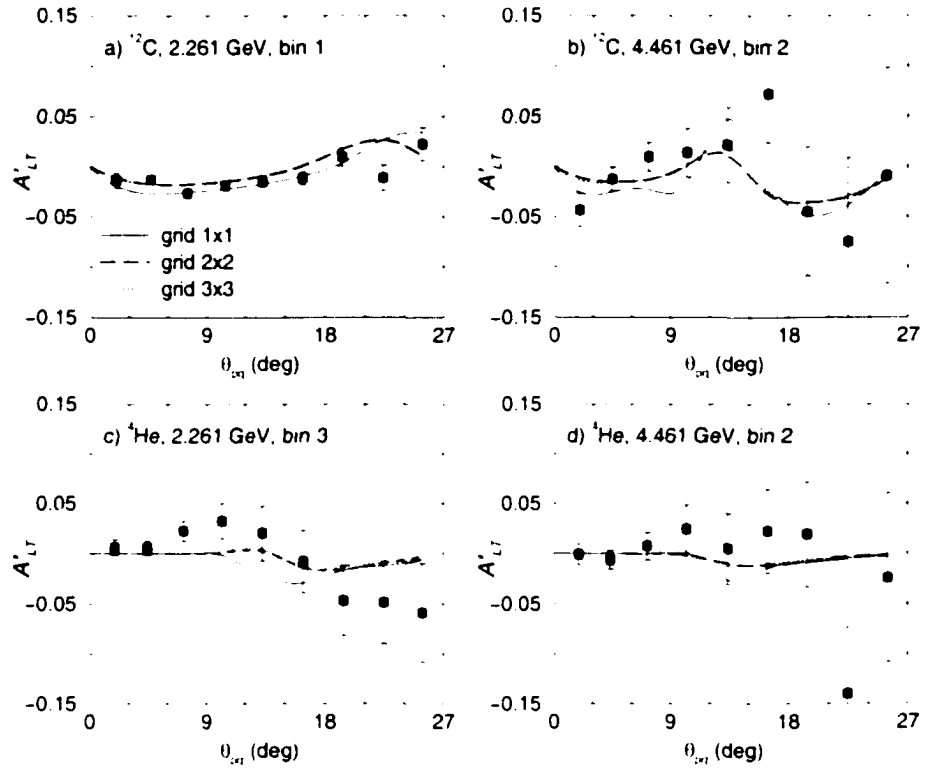 0.15
a) ¹²C, 2.261 GeV, bin 1
0.05
A'LT
−0.05
grid 1x1
grid 2x2
grid 3x3
−0.15
0 9 18 27
θpq (deg)
0.15
b) ¹²C, 4.461 GeV, bin 2
0.05
A'LT
−0.05
−0.15
0 9 18 27
θpq (deg)
0.15
c) ⁴He, 2.261 GeV, bin 3
0.05
A'LT
−0.05
−0.15
0 9 18 27
θpq (deg)
0.15
d) ⁴He, 4.461 GeV, bin 2
0.05
A'LT
−0.05
−0.15
0 9 18 27
θpq (deg)